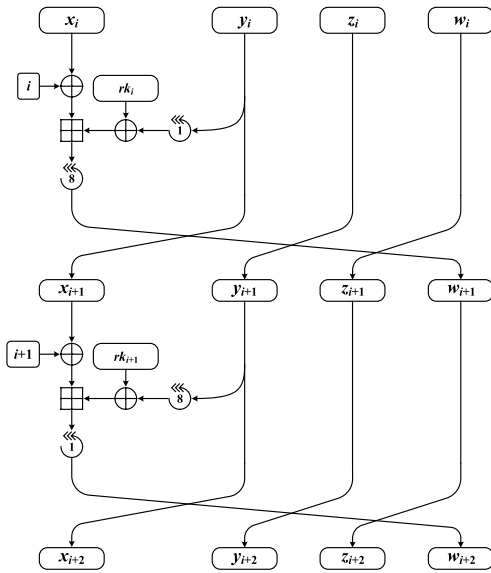 xᵢ yᵢ zᵢ wᵢ
i rkᵢ
1
8
xᵢ₊₁ yᵢ₊₁ zᵢ₊₁ wᵢ₊₁
i+1 rkᵢ₊₁
8
1
xᵢ₊₂ yᵢ₊₂ zᵢ₊₂ wᵢ₊₂